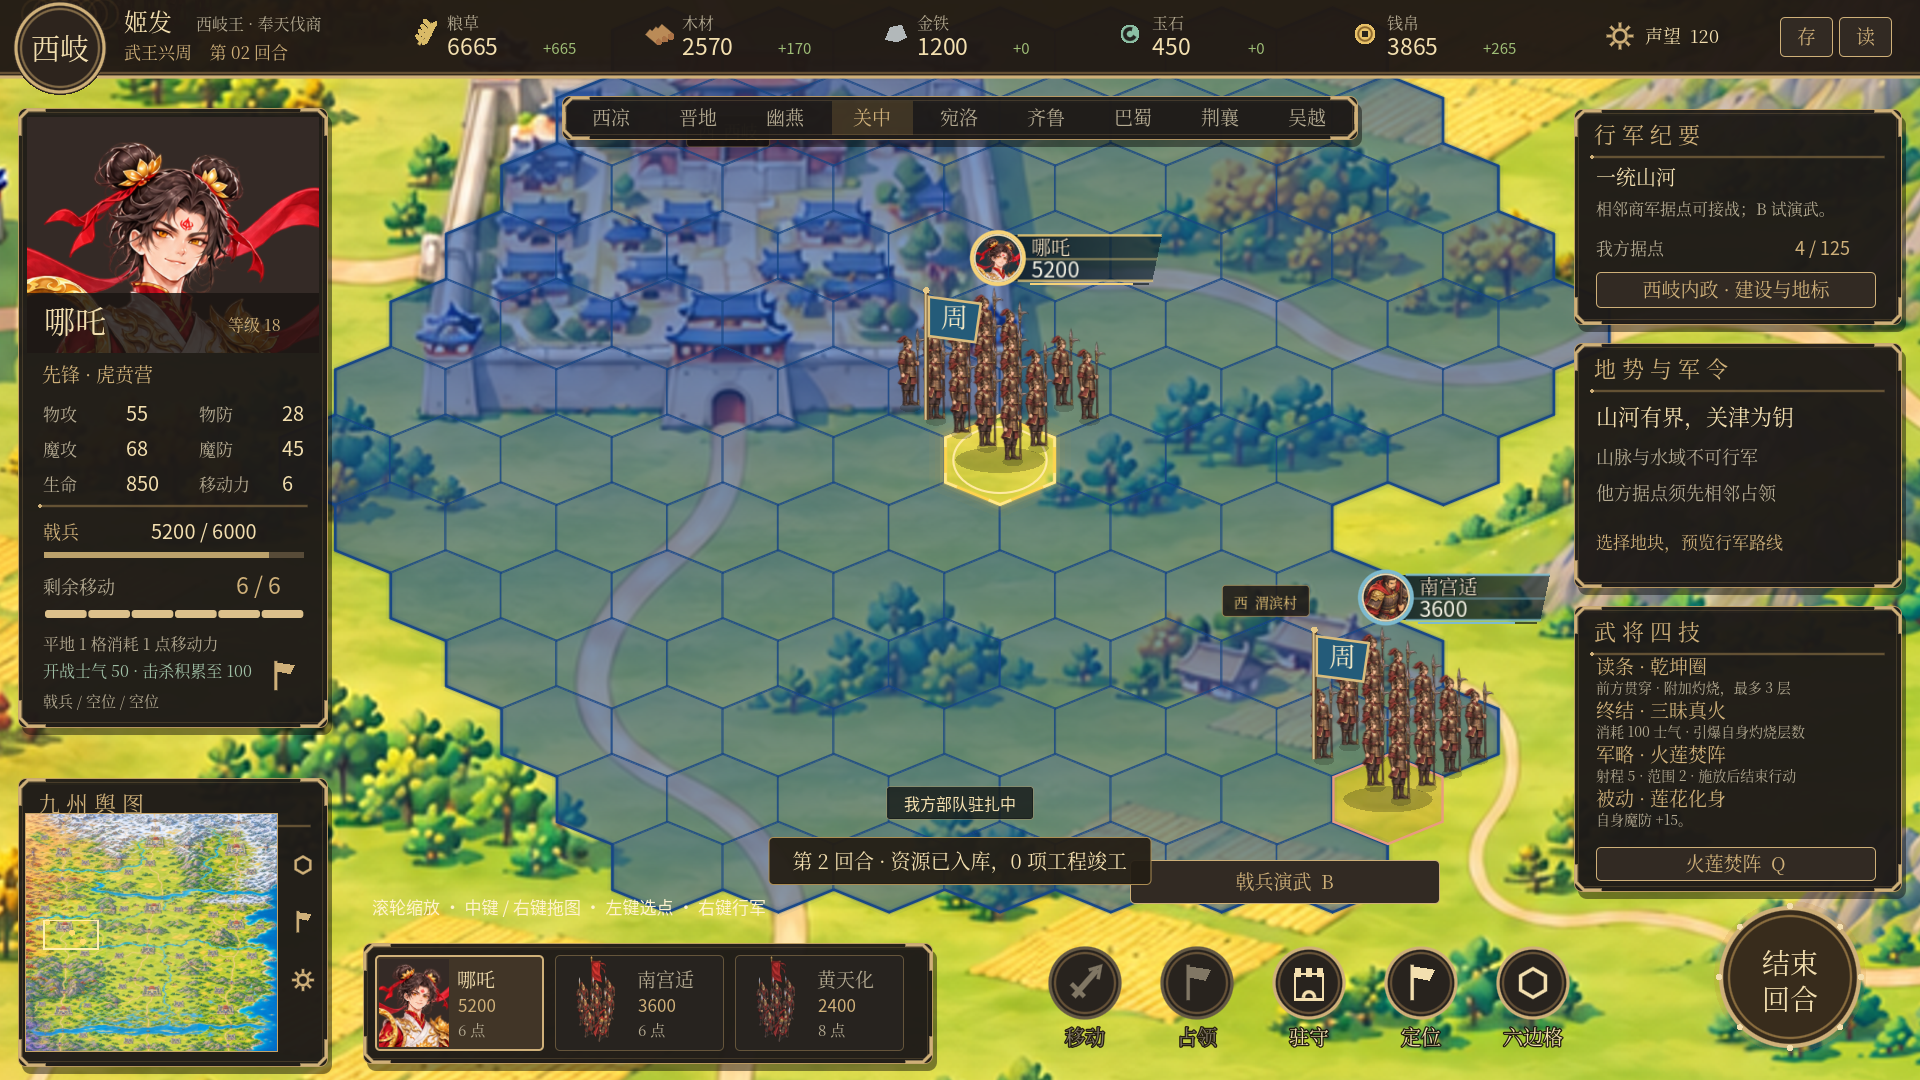 西岐
姬发 西岐王 · 奉天伐商
武王兴周 第 02 回合
粮草 6665 +665
木材 2570 +170
金铁 1200 +0
玉石 450 +0
钱帛 3865 +265
声望 120
存 读
西凉 晋地 幽燕 关中 宛洛 齐鲁 巴蜀 荆襄 吴越
哪吒 等级 18
先锋 · 虎贲营
物攻 55 物防 28
魔攻 68 魔防 45
生命 850 移动力 6
戟兵 5200 / 6000
剩余移动 6 / 6
平地 1 格消耗 1 点移动力
开战士气 50 · 击杀积累至 100
戟兵 / 空位 / 空位
九州舆图
哪吒
5200
周
西 渭滨村
南宫适
3600
周
我方部队驻扎中
第 2 回合 · 资源已入库，0 项工程竣工
戟兵演武 B
滚轮缩放 · 中键 / 右键拖图 · 左键选点 · 右键行军
哪吒
5200
6 点
南宫适
3600
6 点
黄天化
2400
8 点
移动 占领 驻守 定位 六边格
行军纪要
一统山河
相邻商军据点可接战；B 试演武。
我方据点 4 / 125
西岐内政 · 建设与地标
地势与军令
山河有界，关津为钥
山脉与水域不可行军
他方据点须先相邻占领
选择地块，预览行军路线
武将四技
读条 · 乾坤圈
前方贯穿 · 附加灼烧，最多 3 层
终结 · 三昧真火
消耗 100 士气 · 引爆自身灼烧层数
军略 · 火莲焚阵
射程 5 · 范围 2 · 施放后结束行动
被动 · 莲花化身
自身魔防 +15。
火莲焚阵 Q
结束
回合